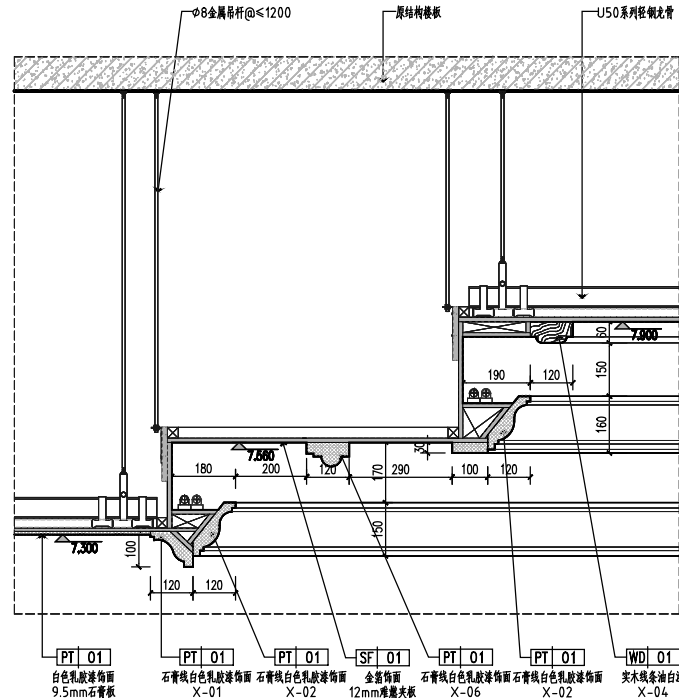 Φ8金属吊杆@≤1200
原结构楼板
U50系列轻钢龙骨
60
7.900
150
190
120
160
30
7.560
180
200
120
290
100
120
170
150
7.300
100
120
120
PT 01
白色乳胶漆饰面
9.5mm石膏板
PT 01
石膏线白色乳胶漆饰面
X-01
PT 01
石膏线白色乳胶漆饰面
X-02
SF 01
金箔饰面
12mm难燃夹板
PT 01
石膏线白色乳胶漆饰面
X-06
PT 01
石膏线白色乳胶漆饰面
X-02
WD 01
实木线条油白
X-04